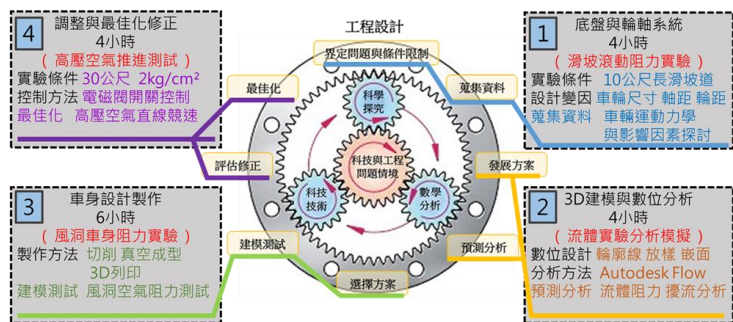 工程設計
4
調整與最佳化修正
4小時
( 高壓空氣推進測試 )
實驗條件 30公尺 2kg/cm²
控制方法 電磁閥開關控制
最佳化 高壓空氣直線競速
1
底盤與輪軸系統
4小時
( 滑坡滾動阻力實驗 )
實驗條件 10公尺長滑坡道
設計變因 車輪尺寸 軸距 輪距
蒐集資料 車輛運動力學
與影響因素探討
界定問題與條件限制
最佳化
蒐集資料
評估修正
發展方案
建模測試
預測分析
選擇方案
科學
探究
科技與工程
問題情境
科技
技術
數學
分析
3
車身設計製作
6小時
( 風洞車身阻力實驗 )
製作方法 切削 真空成型
3D列印
建模測試 風洞空氣阻力測試
2
3D建模與數位分析
4小時
( 流體實驗分析模擬 )
數位設計 輪廓線 放樣 嵌面
分析方法 Autodesk Flow
預測分析 流體阻力 擾流分析